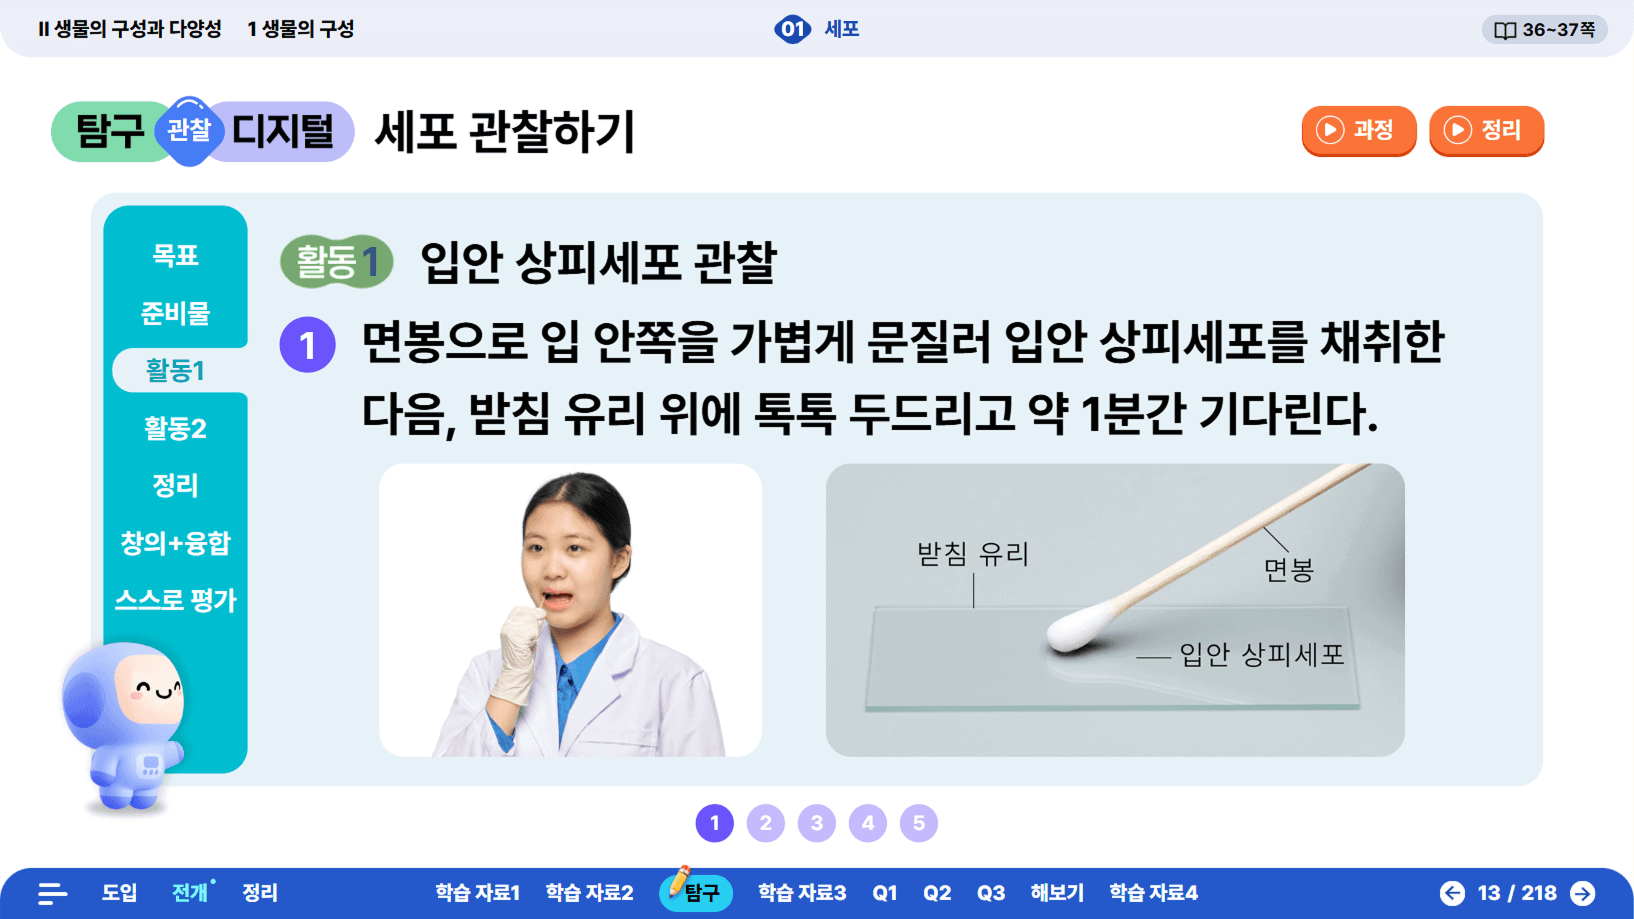 II 생물의 구성과 다양성 1 생물의 구성
01 세포
36~37쪽
탐구 관찰 디지털 세포 관찰하기
과정
정리
목표
준비물
활동1
활동2
정리
창의+융합
스스로 평가
활동 1 입안 상피세포 관찰
1 면봉으로 입 안쪽을 가볍게 문질러 입안 상피세포를 채취한
다음, 받침 유리 위에 톡톡 두드리고 약 1분간 기다린다.
받침 유리
면봉
입안 상피세포
1 2 3 4 5
도입 전개 정리 학습 자료1 학습 자료2 탐구 학습 자료3 Q1 Q2 Q3 해보기 학습 자료4 13 / 218